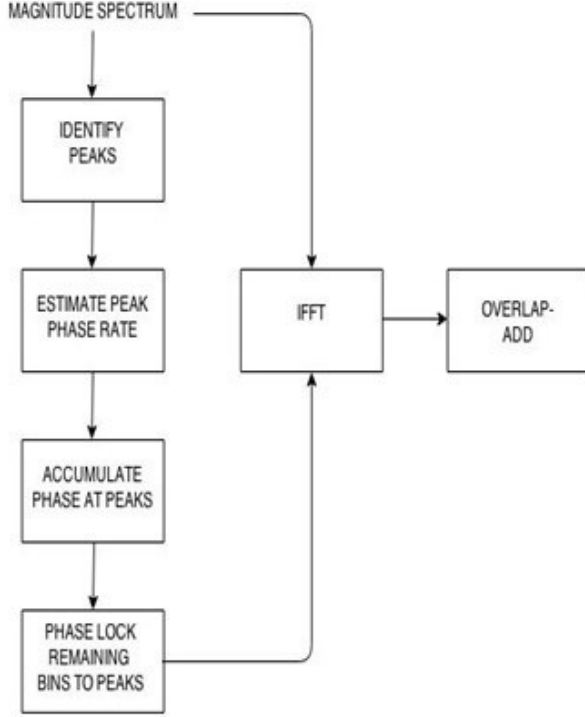 MAGNITUDE SPECTRUM
IDENTIFY
PEAKS
ESTIMATE PEAK
PHASE RATE
IFFT
OVERLAP-
ADD
ACCUMULATE
PHASE AT PEAKS
PHASE LOCK
REMAINING
BINS TO PEAKS